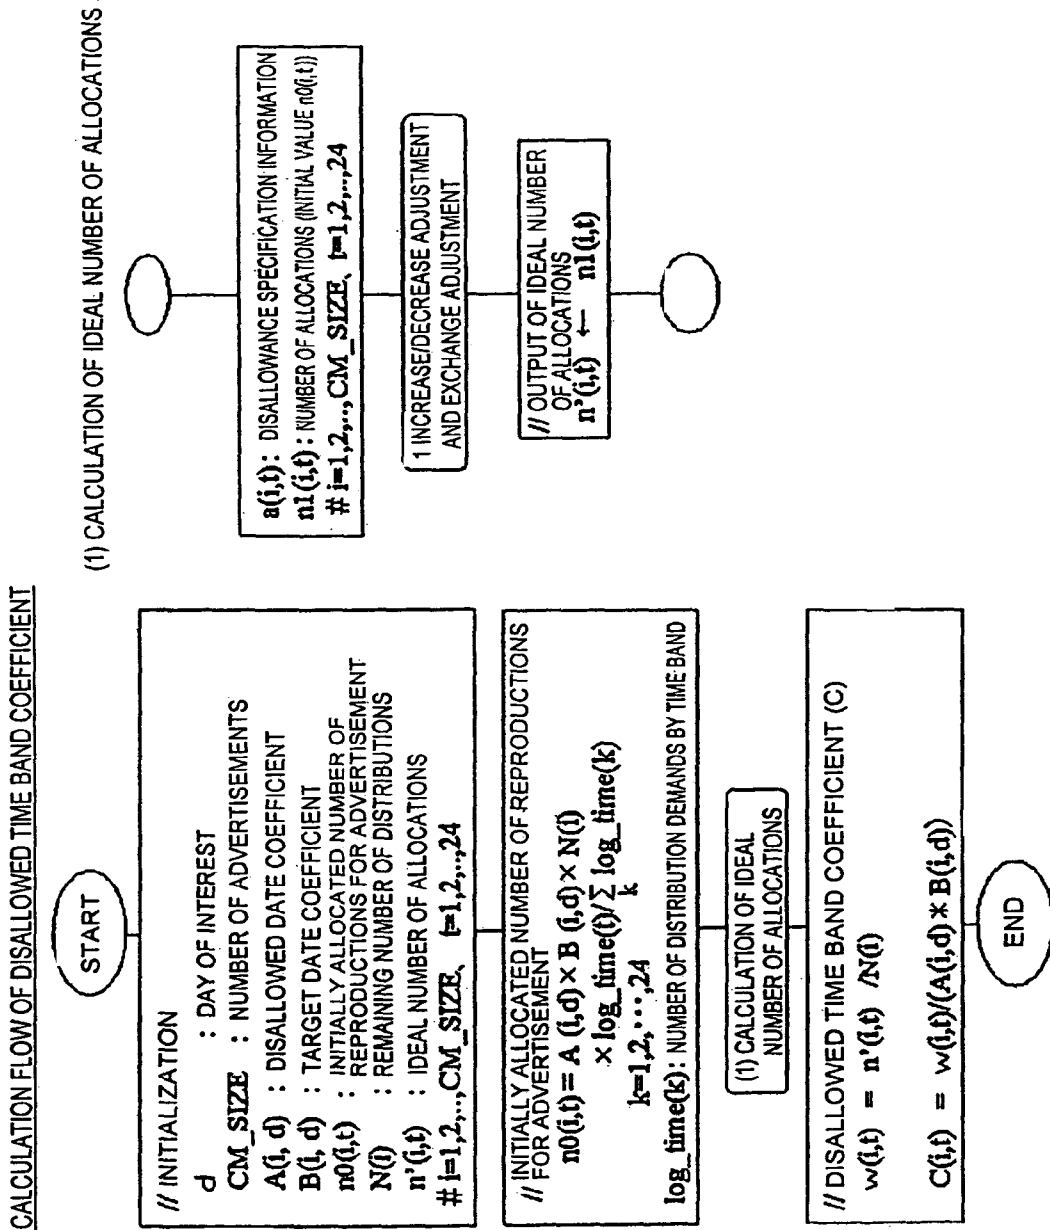 CALCULATION FLOW OF DISALLOWED TIME BAND COEFFICIENT
START
// INITIALIZATION
d : DAY OF INTEREST
CM_SIZE : NUMBER OF ADVERTISEMENTS
A(i, d) : DISALLOWED DATE COEFFICIENT
B(i, d) : TARGET DATE COEFFICIENT
n0(i,t) : INITIALLY ALLOCATED NUMBER OF
REPRODUCTIONS FOR ADVERTISEMENT
N(i) : REMAINING NUMBER OF DISTRIBUTIONS
n'(i,t) : IDEAL NUMBER OF ALLOCATIONS
# i=1,2,..,CM_SIZE、 t=1,2,..,24
// INITIALLY ALLOCATED NUMBER OF REPRODUCTIONS
FOR ADVERTISEMENT
n0(i,t) = A (i,d) × B (i,d) × N(i)
× log_time(t)/∑ log_time(k)
k
k=1,2,···,24
log_time(k): NUMBER OF DISTRIBUTION DEMANDS BY TIME BAND
(1) CALCULATION OF IDEAL
NUMBER OF ALLOCATIONS
// DISALLOWED TIME BAND COEFFICIENT (C)
w(i,t) = n'(i,t) /N(i)
C(i,t) = w(i,t)/(A(i,d) × B(i,d))
END
(1) CALCULATION OF IDEAL NUMBER OF ALLOCATIONS
a(i,t): DISALLOWANCE SPECIFICATION INFORMATION
n1(i,t): NUMBER OF ALLOCATIONS (INITIAL VALUE n0(i,t))
# i=1,2,..,CM_SIZE、 t=1,2,..,24
1 INCREASE/DECREASE ADJUSTMENT
AND EXCHANGE ADJUSTMENT
// OUTPUT OF IDEAL NUMBER
OF ALLOCATIONS
n'(i,t) ← n1(i,t)